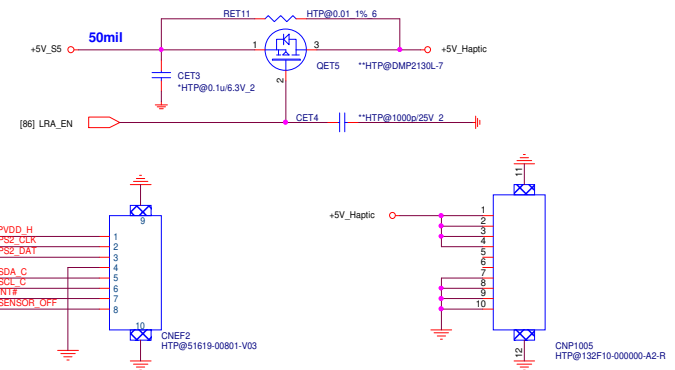 RET11 HTP@0.01_1%_6
50mil
+5V_S5 1 3 +5V_Haptic
QET5 **HTP@DMP2130L-7
CET3
*HTP@0.1u/6.3V_2
2
[86] LRA_EN CET4 **HTP@1000p/25V_2
9
PVDD_H 1
PS2_CLK 2
PS2_DAT 3
4
SDA_C 5
SCL_C 6
INT# 7
SENSOR_OFF 8
10
CNEF2
HTP@51619-00801-V03
11
+5V_Haptic 1
2
3
4
5
6
7
8
9
10
12
CNP1005
HTP@132F10-000000-A2-R